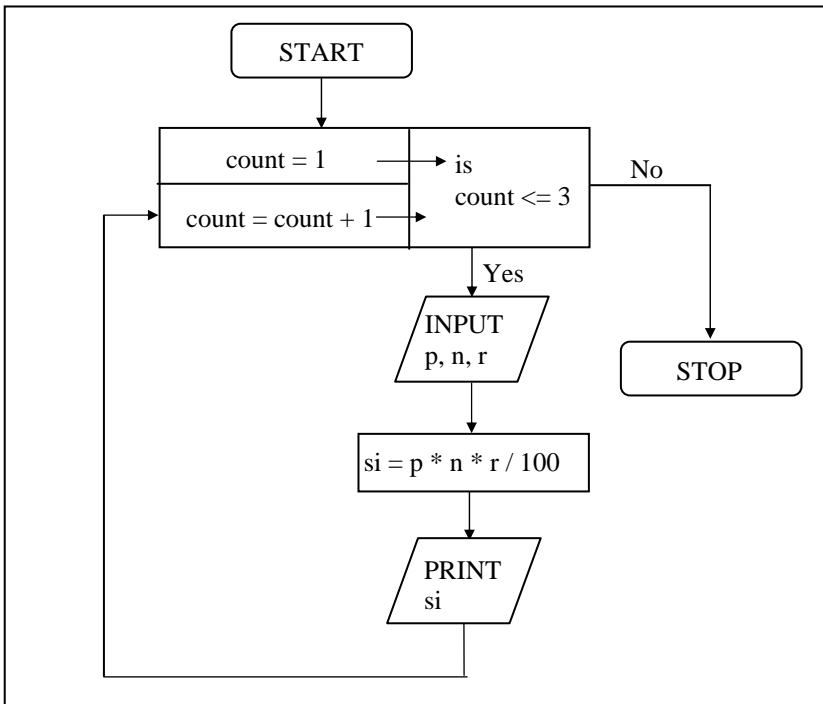 START
count = 1
is
count <= 3
No
count = count + 1
Yes
INPUT
p, n, r
STOP
si = p * n * r / 100
PRINT
si